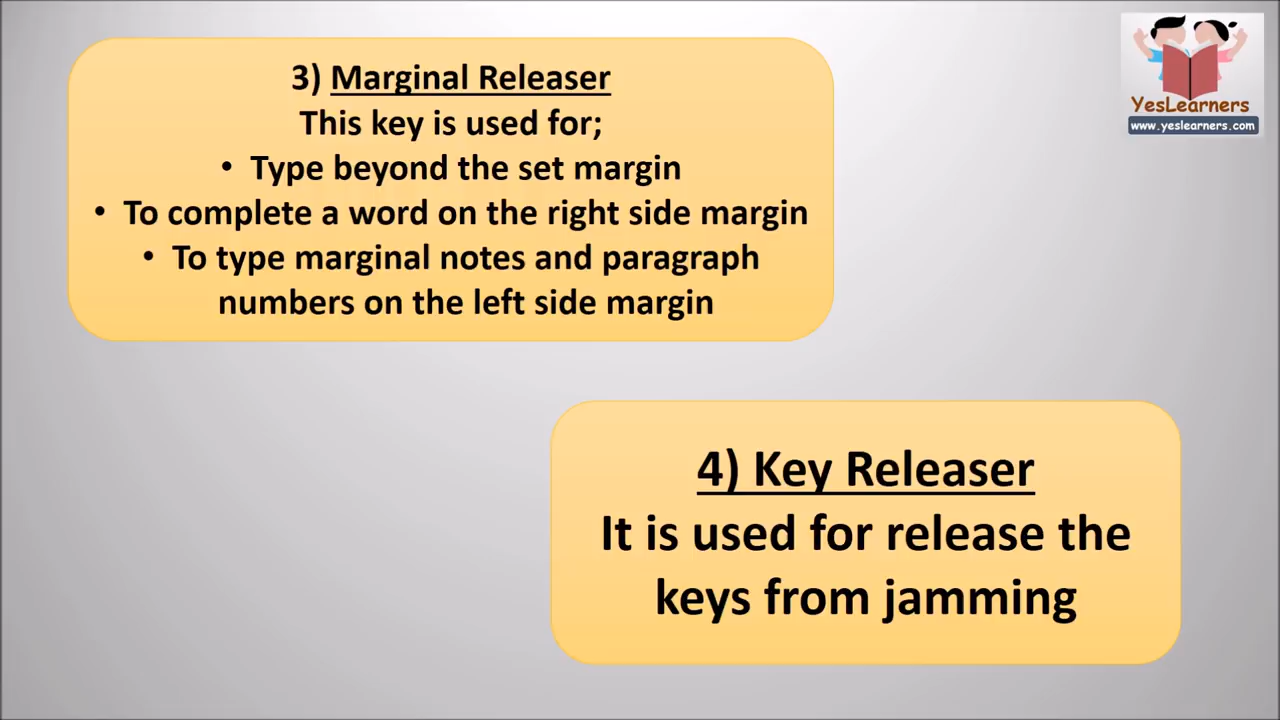 3) Marginal Releaser
This key is used for;
• Type beyond the set margin
• To complete a word on the right side margin
• To type marginal notes and paragraph
numbers on the left side margin
YesLearners
www.yeslearners.com
4) Key Releaser
It is used for release the
keys from jamming